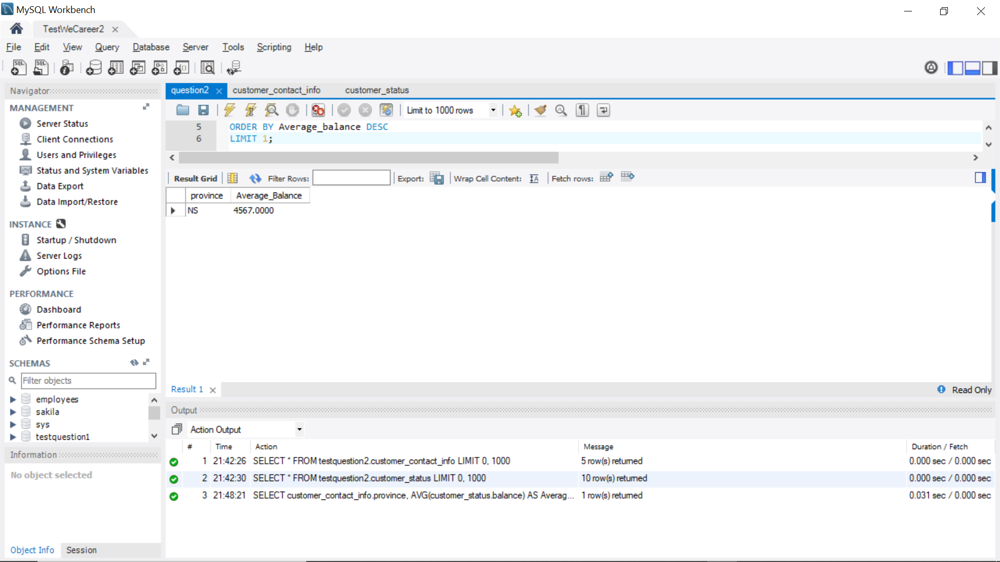 MySQL Workbench
TestWeCareer2
File Edit View Query Database Server Tools Scripting Help
SQL SQL
Navigator
MANAGEMENT
Server Status
Client Connections
Users and Privileges
Status and System Variables
Data Export
Data Import/Restore
INSTANCE
Startup / Shutdown
Server Logs
Options File
PERFORMANCE
Dashboard
Performance Reports
Performance Schema Setup
SCHEMAS
Filter objects
employees
sakila
sys
testquestion1
Information
No object selected
Object Info Session
question2 customer_contact_info customer_status
Limit to 1000 rows
5 ORDER BY Average_balance DESC
6 LIMIT 1;
Result Grid Filter Rows: Export: Wrap Cell Content: Fetch rows:
province Average_Balance
NS 4567.0000
Result 1 Read Only
Output
Action Output
# Time Action Message Duration / Fetch
1 21:42:26 SELECT * FROM testquestion2.customer_contact_info LIMIT 0, 1000 5 row(s) returned 0.000 sec / 0.000 sec
2 21:42:30 SELECT * FROM testquestion2.customer_status LIMIT 0, 1000 10 row(s) returned 0.000 sec / 0.000 sec
3 21:48:21 SELECT customer_contact_info.province, AVG(customer_status.balance) AS Averag... 1 row(s) returned 0.031 sec / 0.000 sec